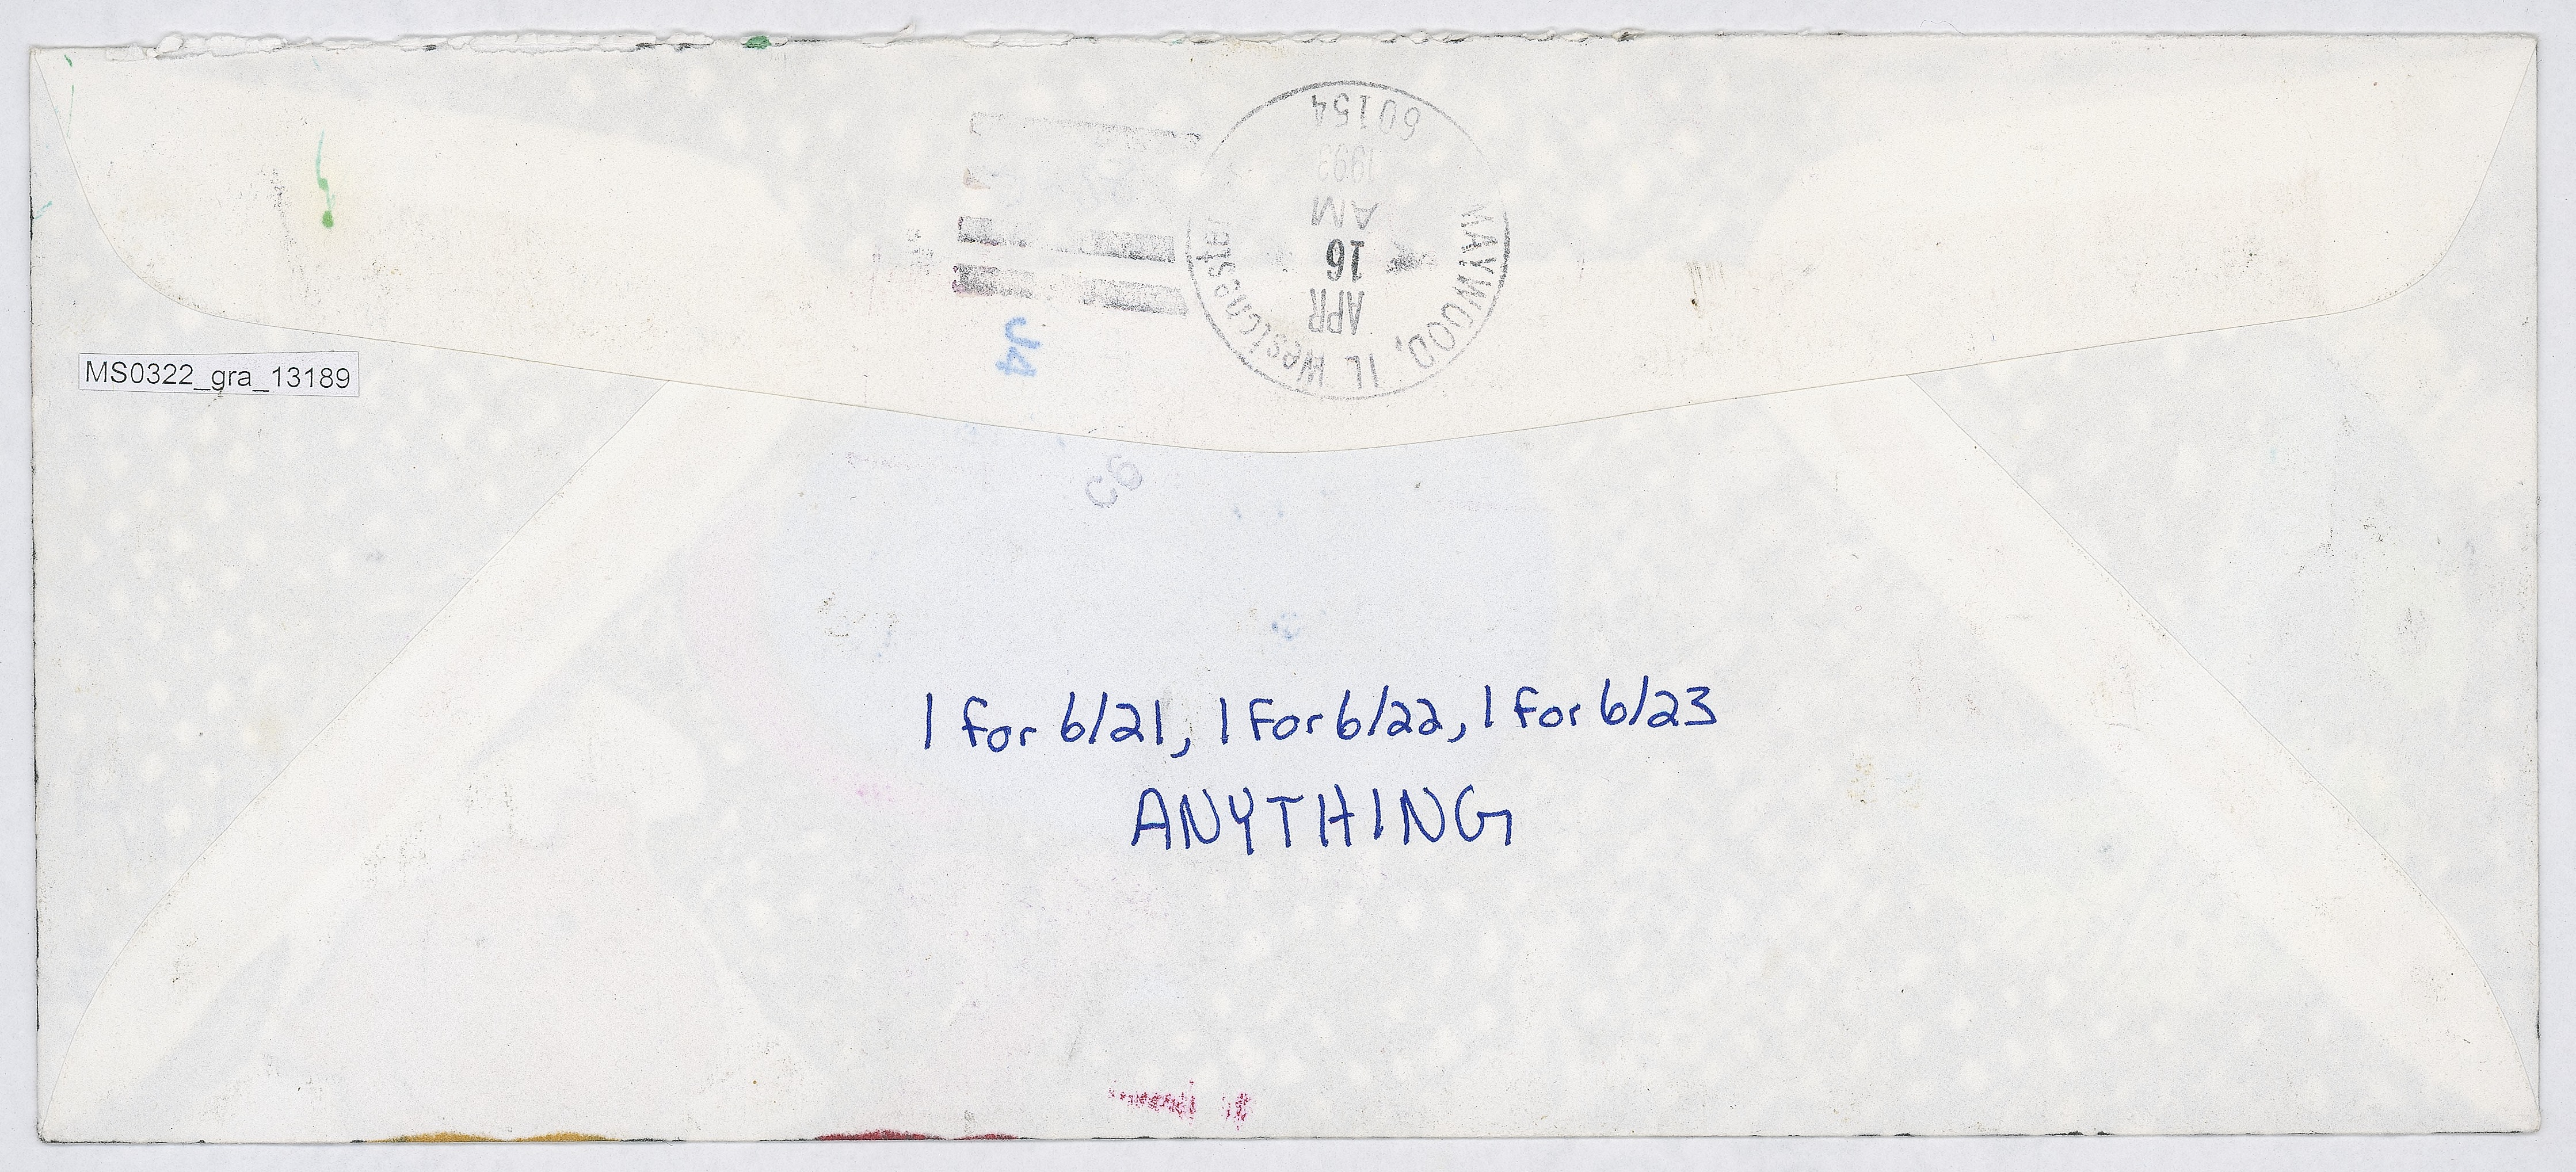 60154
1993
AM
16
APR
MAYWOOD, IL Westchester
J4
MS0322_gra_13189
C6
1 for 6/21, 1 For 6/22, 1 for 6/23
ANYTHING